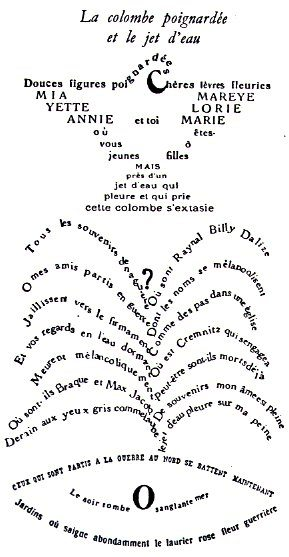 La colombe poignardée
et le jet d'eau
Douces figures poignardées Chères lèvres fleuries
MIA MAREYE
YETTE LORIE
ANNIE et toi MARIE
où êtes-
vous ô
jeunes filles
MAIS
près d'un
jet d'eau qui
pleure et qui prie
cette colombe s'extasie
?
Tous les souvenirs de naguère
O mes amis partis en guerre
Jaillissent vers le firmament
Et vos regards en l'eau dormant
Meurent mélancoliquement
Où sont-ils Braque et Max Jacob
Derain aux yeux gris comme l'aube
Où sont Raynal Billy Dalize
Dont les noms se mélancolisent
Comme des pas dans une église
Où est Cremnitz qui s'engagea
Peut-être sont-ils morts déjà
De souvenirs mon âme est pleine
Le jet d'eau pleure sur ma peine
CEUX QUI SONT PARTIS A LA GUERRE AU NORD SE BATTENT MAINTENANT
Le soir tombe O sanglante mer
Jardins où saigne abondamment le laurier rose fleur guerrière